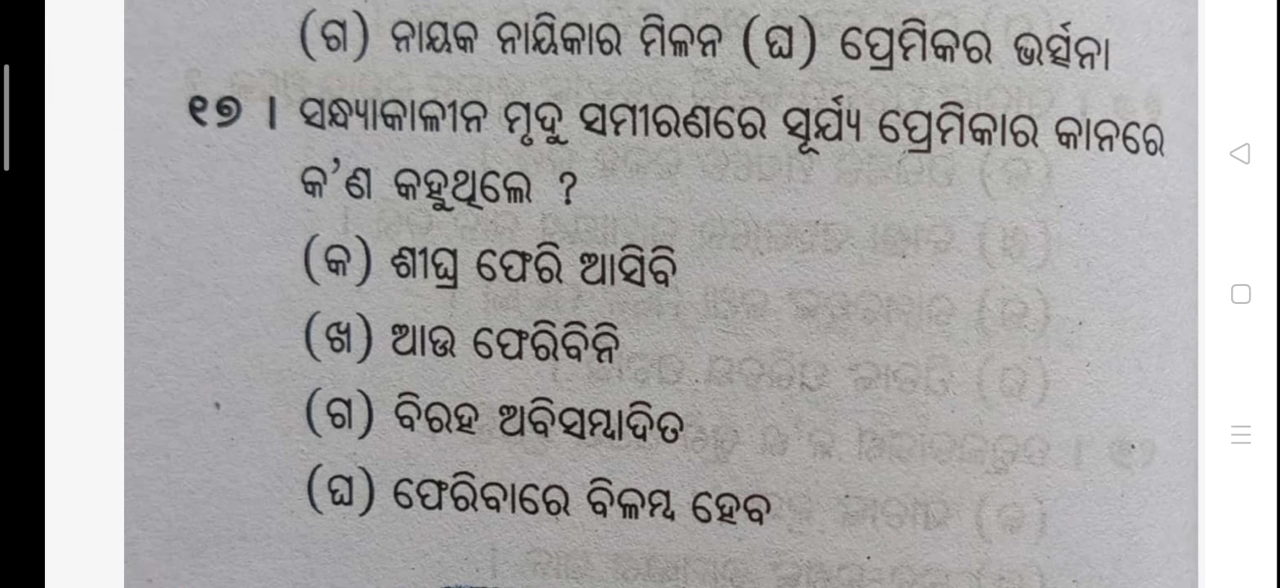 (ଗ) ନାୟକ ନାୟିକାର ମିଳନ (ଘ) ପ୍ରେମିକର ଭର୍ତ୍ସନା
୧୭ । ସନ୍ଧ୍ୟାକାଳୀନ ମୃଦୁ ସମୀରଣରେ ସୂର୍ଯ୍ୟ ପ୍ରେମିକାର କାନରେ
କ'ଣ କହୁଥିଲେ ?
(କ) ଶୀଘ୍ର ଫେରି ଆସିବି
(ଖ) ଆଉ ଫେରିବିନି
(ଗ) ବିରହ ଅବିସମ୍ବାଦିତ
(ଘ) ଫେରିବାରେ ବିଳମ୍ବ ହେବ